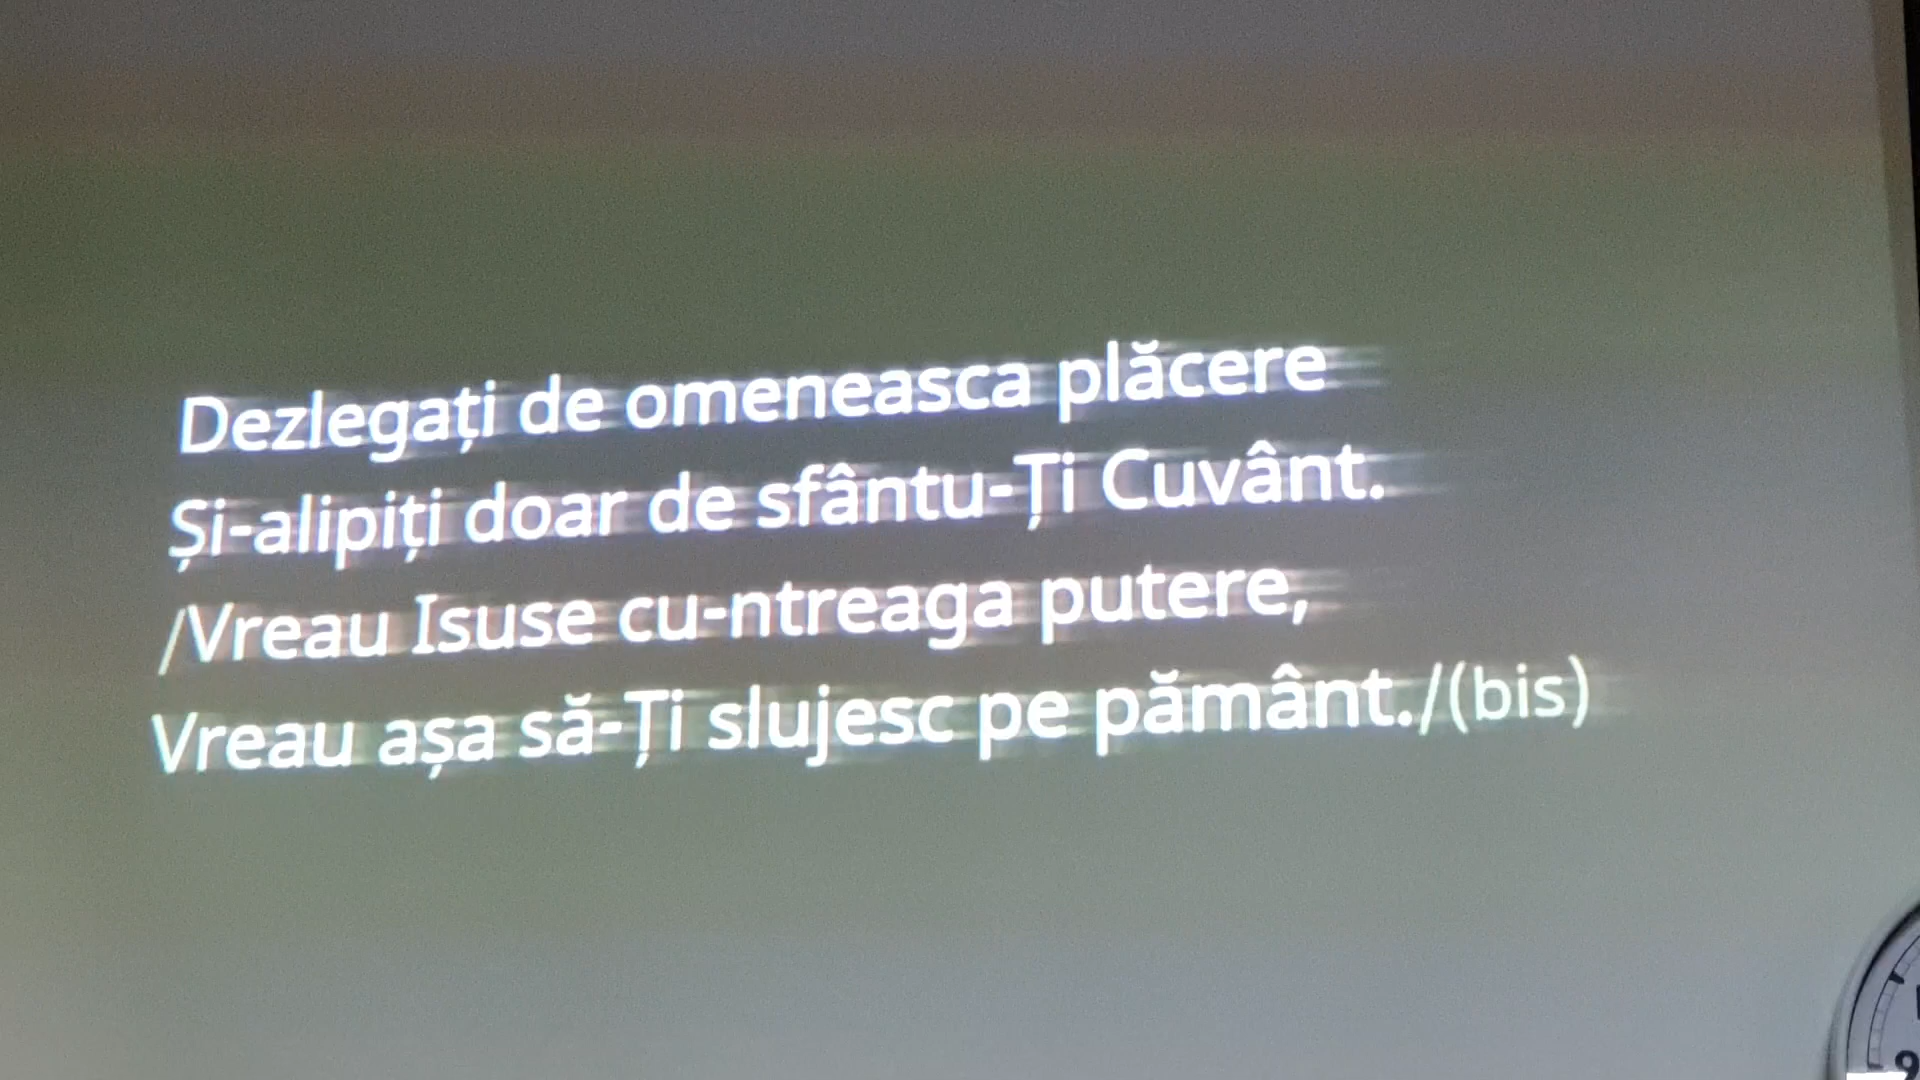 Dezlegați de omeneasca plăcere
Și-alipiți doar de sfântu-Ți Cuvânt.
/Vreau Isuse cu-ntreaga putere,
Vreau așa să-Ți slujesc pe pământ./(bis)
9